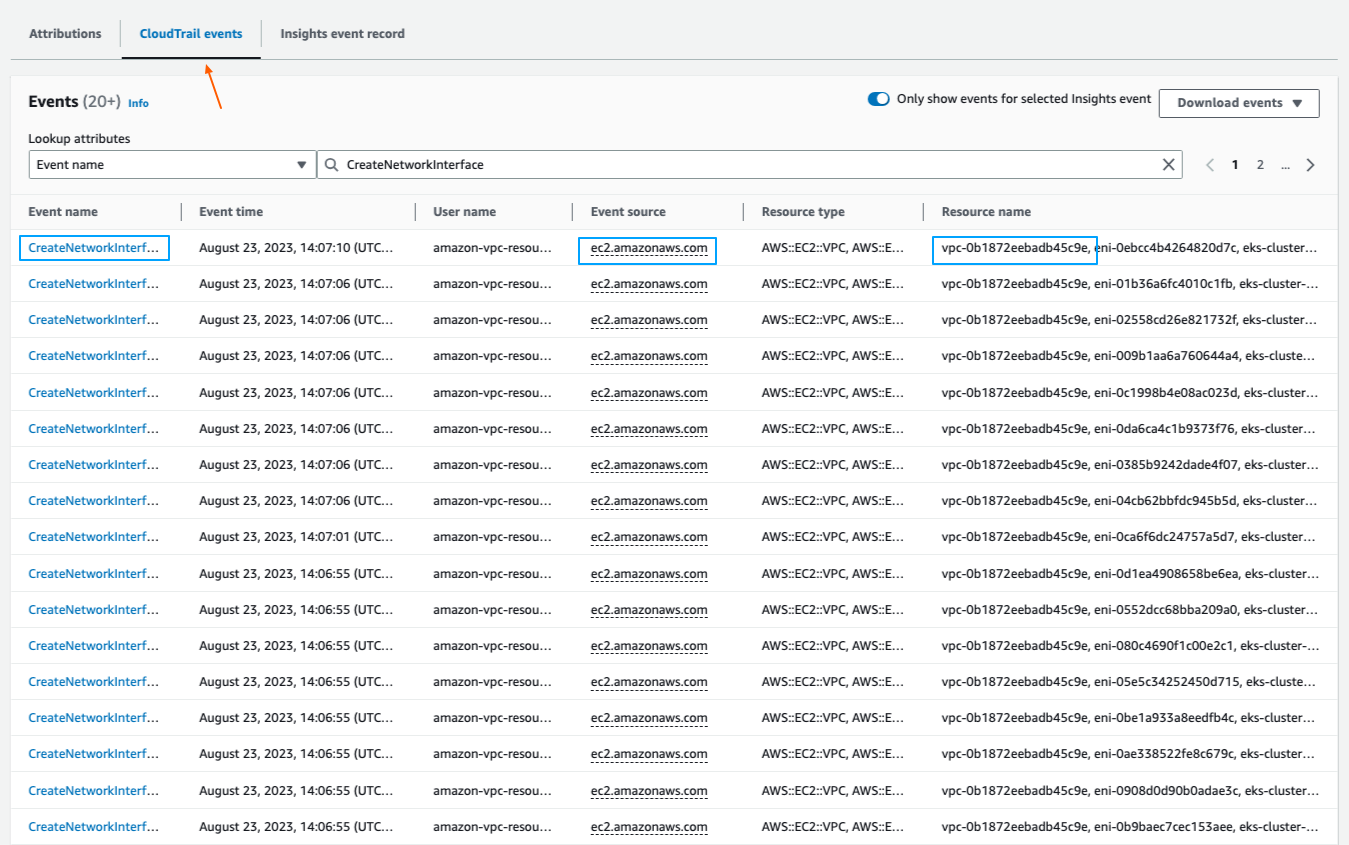 Attributions CloudTrail events Insights event record
Events (20+) Info Only show events for selected Insights event Download events
Lookup attributes
Event name CreateNetworkInterface 1 2 ...
Event name Event time User name Event source Resource type Resource name
CreateNetworkInterf... August 23, 2023, 14:07:10 (UTC... amazon-vpc-resou... ec2.amazonaws.com AWS::EC2::VPC, AWS::E... vpc-0b1872eebadb45c9e, eni-0ebcc4b4264820d7c, eks-cluster...
CreateNetworkInterf... August 23, 2023, 14:07:06 (UTC... amazon-vpc-resou... ec2.amazonaws.com AWS::EC2::VPC, AWS::E... vpc-0b1872eebadb45c9e, eni-01b36a6fc4010c1fb, eks-cluster-...
CreateNetworkInterf... August 23, 2023, 14:07:06 (UTC... amazon-vpc-resou... ec2.amazonaws.com AWS::EC2::VPC, AWS::E... vpc-0b1872eebadb45c9e, eni-02558cd26e821732f, eks-cluster...
CreateNetworkInterf... August 23, 2023, 14:07:06 (UTC... amazon-vpc-resou... ec2.amazonaws.com AWS::EC2::VPC, AWS::E... vpc-0b1872eebadb45c9e, eni-009b1aa6a760644a4, eks-cluste...
CreateNetworkInterf... August 23, 2023, 14:07:06 (UTC... amazon-vpc-resou... ec2.amazonaws.com AWS::EC2::VPC, AWS::E... vpc-0b1872eebadb45c9e, eni-0c1998b4e08ac023d, eks-cluster...
CreateNetworkInterf... August 23, 2023, 14:07:06 (UTC... amazon-vpc-resou... ec2.amazonaws.com AWS::EC2::VPC, AWS::E... vpc-0b1872eebadb45c9e, eni-0da6ca4c1b9373f76, eks-cluster...
CreateNetworkInterf... August 23, 2023, 14:07:06 (UTC... amazon-vpc-resou... ec2.amazonaws.com AWS::EC2::VPC, AWS::E... vpc-0b1872eebadb45c9e, eni-0385b9242dade4f07, eks-cluster...
CreateNetworkInterf... August 23, 2023, 14:07:06 (UTC... amazon-vpc-resou... ec2.amazonaws.com AWS::EC2::VPC, AWS::E... vpc-0b1872eebadb45c9e, eni-04cb62bbfdc945b5d, eks-cluster...
CreateNetworkInterf... August 23, 2023, 14:07:01 (UTC... amazon-vpc-resou... ec2.amazonaws.com AWS::EC2::VPC, AWS::E... vpc-0b1872eebadb45c9e, eni-0ca6f6dc24757a5d7, eks-cluster...
CreateNetworkInterf... August 23, 2023, 14:06:55 (UTC... amazon-vpc-resou... ec2.amazonaws.com AWS::EC2::VPC, AWS::E... vpc-0b1872eebadb45c9e, eni-0d1ea4908658be6ea, eks-cluster...
CreateNetworkInterf... August 23, 2023, 14:06:55 (UTC... amazon-vpc-resou... ec2.amazonaws.com AWS::EC2::VPC, AWS::E... vpc-0b1872eebadb45c9e, eni-0552dcc68bba209a0, eks-cluster...
CreateNetworkInterf... August 23, 2023, 14:06:55 (UTC... amazon-vpc-resou... ec2.amazonaws.com AWS::EC2::VPC, AWS::E... vpc-0b1872eebadb45c9e, eni-080c4690f1c00e2c1, eks-cluster-...
CreateNetworkInterf... August 23, 2023, 14:06:55 (UTC... amazon-vpc-resou... ec2.amazonaws.com AWS::EC2::VPC, AWS::E... vpc-0b1872eebadb45c9e, eni-05e5c34252450d715, eks-cluste...
CreateNetworkInterf... August 23, 2023, 14:06:55 (UTC... amazon-vpc-resou... ec2.amazonaws.com AWS::EC2::VPC, AWS::E... vpc-0b1872eebadb45c9e, eni-0be1a933a8eedfb4c, eks-cluster...
CreateNetworkInterf... August 23, 2023, 14:06:55 (UTC... amazon-vpc-resou... ec2.amazonaws.com AWS::EC2::VPC, AWS::E... vpc-0b1872eebadb45c9e, eni-0ae338522fe8c679c, eks-cluster...
CreateNetworkInterf... August 23, 2023, 14:06:55 (UTC... amazon-vpc-resou... ec2.amazonaws.com AWS::EC2::VPC, AWS::E... vpc-0b1872eebadb45c9e, eni-0908d0d90b0adae3c, eks-cluster...
CreateNetworkInterf... August 23, 2023, 14:06:55 (UTC... amazon-vpc-resou... ec2.amazonaws.com AWS::EC2::VPC, AWS::E... vpc-0b1872eebadb45c9e, eni-0b9baec7cec153aee, eks-cluster-...